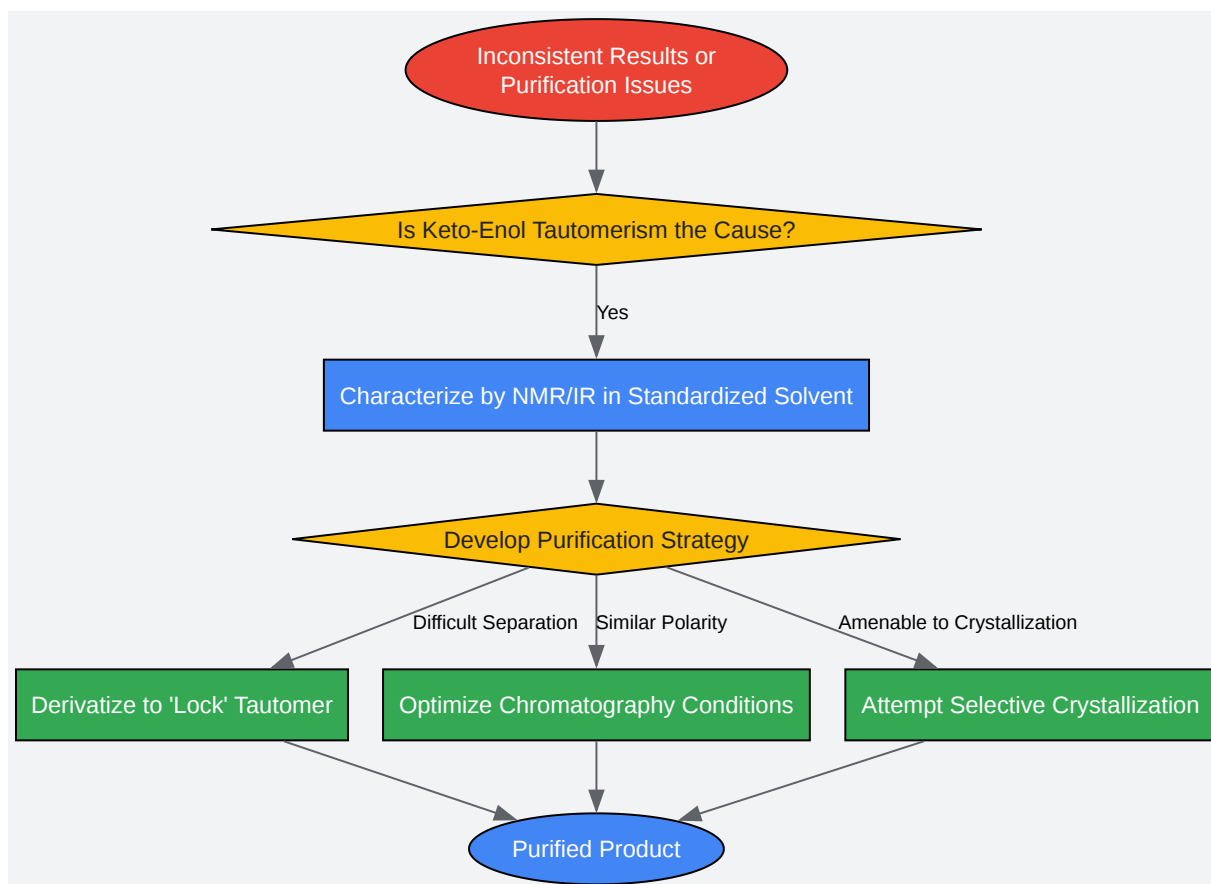 Inconsistent Results or
Purification Issues
Is Keto-Enol Tautomerism the Cause?
Yes
Characterize by NMR/IR in Standardized Solvent
Develop Purification Strategy
Difficult Separation
Similar Polarity
Amenable to Crystallization
Derivatize to 'Lock' Tautomer
Optimize Chromatography Conditions
Attempt Selective Crystallization
Purified Product